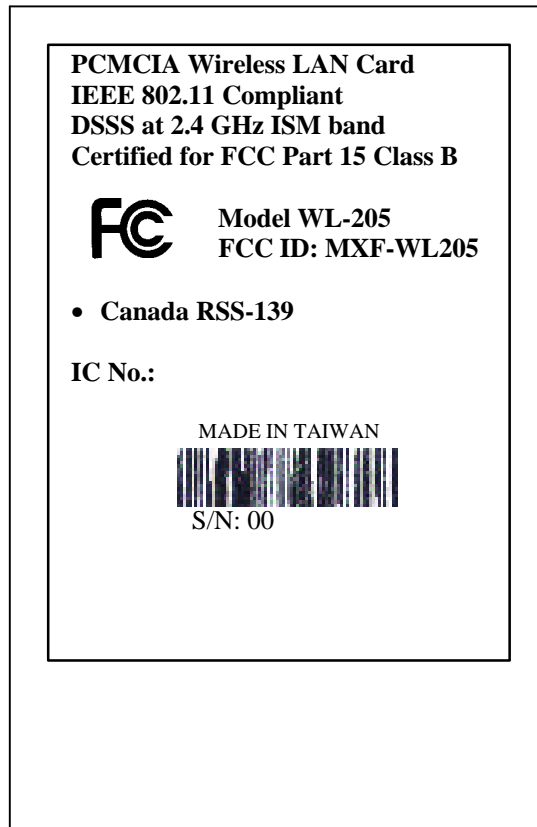 PCMCIA Wireless LAN Card
IEEE 802.11 Compliant
DSSS at 2.4 GHz ISM band
Certified for FCC Part 15 Class B
FC Model WL-205
FCC ID: MXF-WL205
• Canada RSS-139
IC No.:
MADE IN TAIWAN
S/N: 00